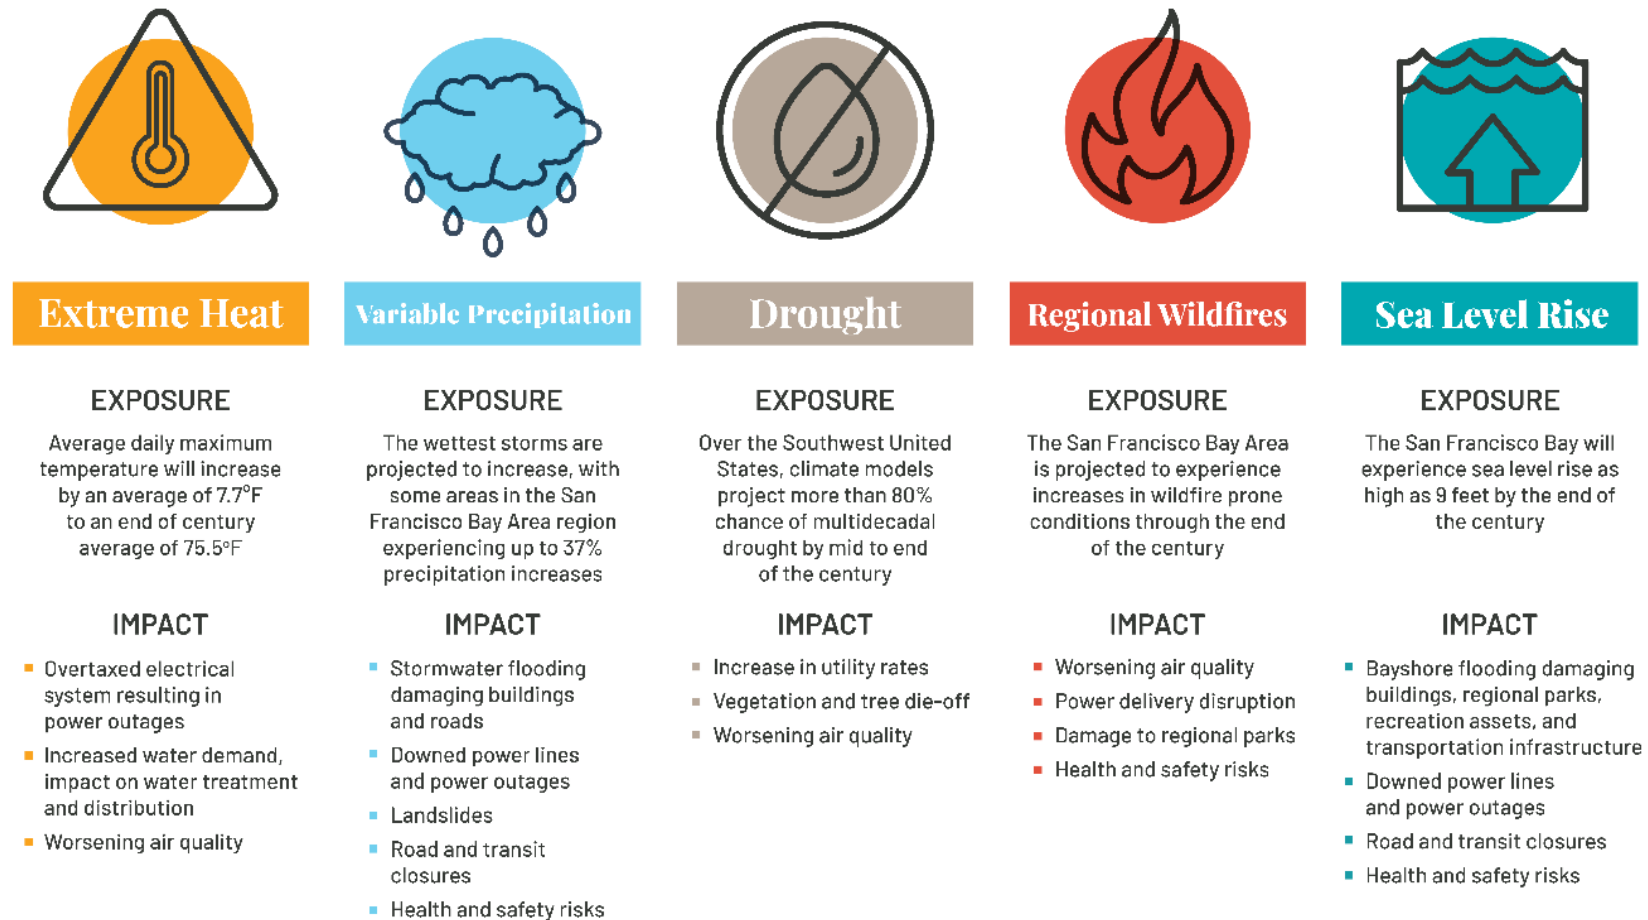 Extreme Heat
EXPOSURE
Average daily maximum
temperature will increase
by an average of 7.7°F
to an end of century
average of 75.5°F
IMPACT
Overtaxed electrical
system resulting in
power outages
Increased water demand,
impact on water treatment
and distribution
Worsening air quality
Variable Precipitation
EXPOSURE
The wettest storms are
projected to increase, with
some areas in the San
Francisco Bay Area region
experiencing up to 37%
precipitation increases
IMPACT
Stormwater flooding
damaging buildings
and roads
Downed power lines
and power outages
Landslides
Road and transit
closures
Health and safety risks
Drought
EXPOSURE
Over the Southwest United
States, climate models
project more than 80%
chance of multidecadal
drought by mid to end
of the century
IMPACT
Increase in utility rates
Vegetation and tree die-off
Worsening air quality
Regional Wildfires
EXPOSURE
The San Francisco Bay Area
is projected to experience
increases in wildfire prone
conditions through the end
of the century
IMPACT
Worsening air quality
Power delivery disruption
Damage to regional parks
Health and safety risks
Sea Level Rise
EXPOSURE
The San Francisco Bay will
experience sea level rise as
high as 9 feet by the end of
the century
IMPACT
Bayshore flooding damaging
buildings, regional parks,
recreation assets, and
transportation infrastructure
Downed power lines
and power outages
Road and transit closures
Health and safety risks